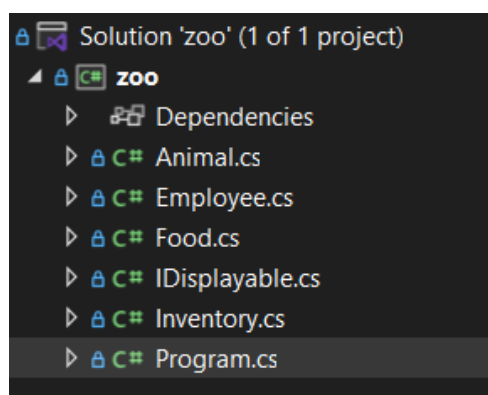 Solution 'zoo' (1 of 1 project)
C# zoo
Dependencies
C# Animal.cs
C# Employee.cs
C# Food.cs
C# IDisplayable.cs
C# Inventory.cs
C# Program.cs